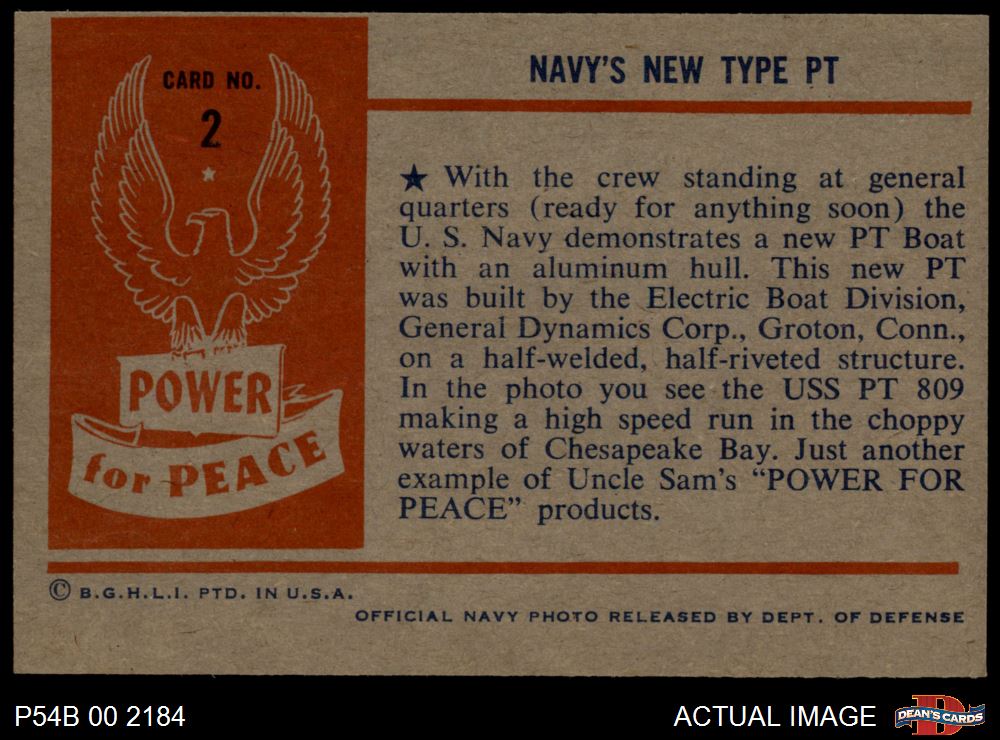 CARD NO.
2
POWER
for PEACE
NAVY'S NEW TYPE PT
★ With the crew standing at general
quarters (ready for anything soon) the
U. S. Navy demonstrates a new PT Boat
with an aluminum hull. This new PT
was built by the Electric Boat Division,
General Dynamics Corp., Groton, Conn.,
on a half-welded, half-riveted structure.
In the photo you see the USS PT 809
making a high speed run in the choppy
waters of Chesapeake Bay. Just another
example of Uncle Sam's “POWER FOR
PEACE” products.
© B.G.H.L.I. PTD. IN U.S.A.
OFFICIAL NAVY PHOTO RELEASED BY DEPT. OF DEFENSE
P54B 00 2184
ACTUAL IMAGE
D
DEAN'S CARDS